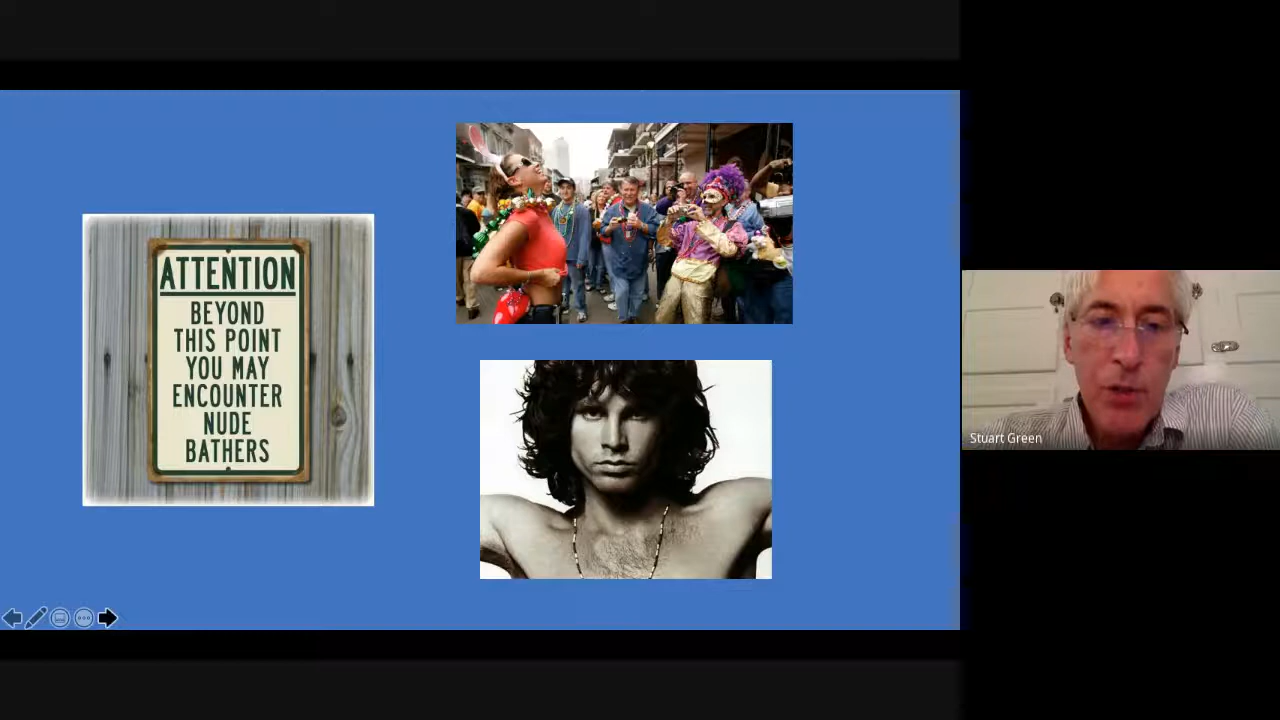 ATTENTION
BEYOND
THIS POINT
YOU MAY
ENCOUNTER
NUDE
BATHERS
Stuart Green